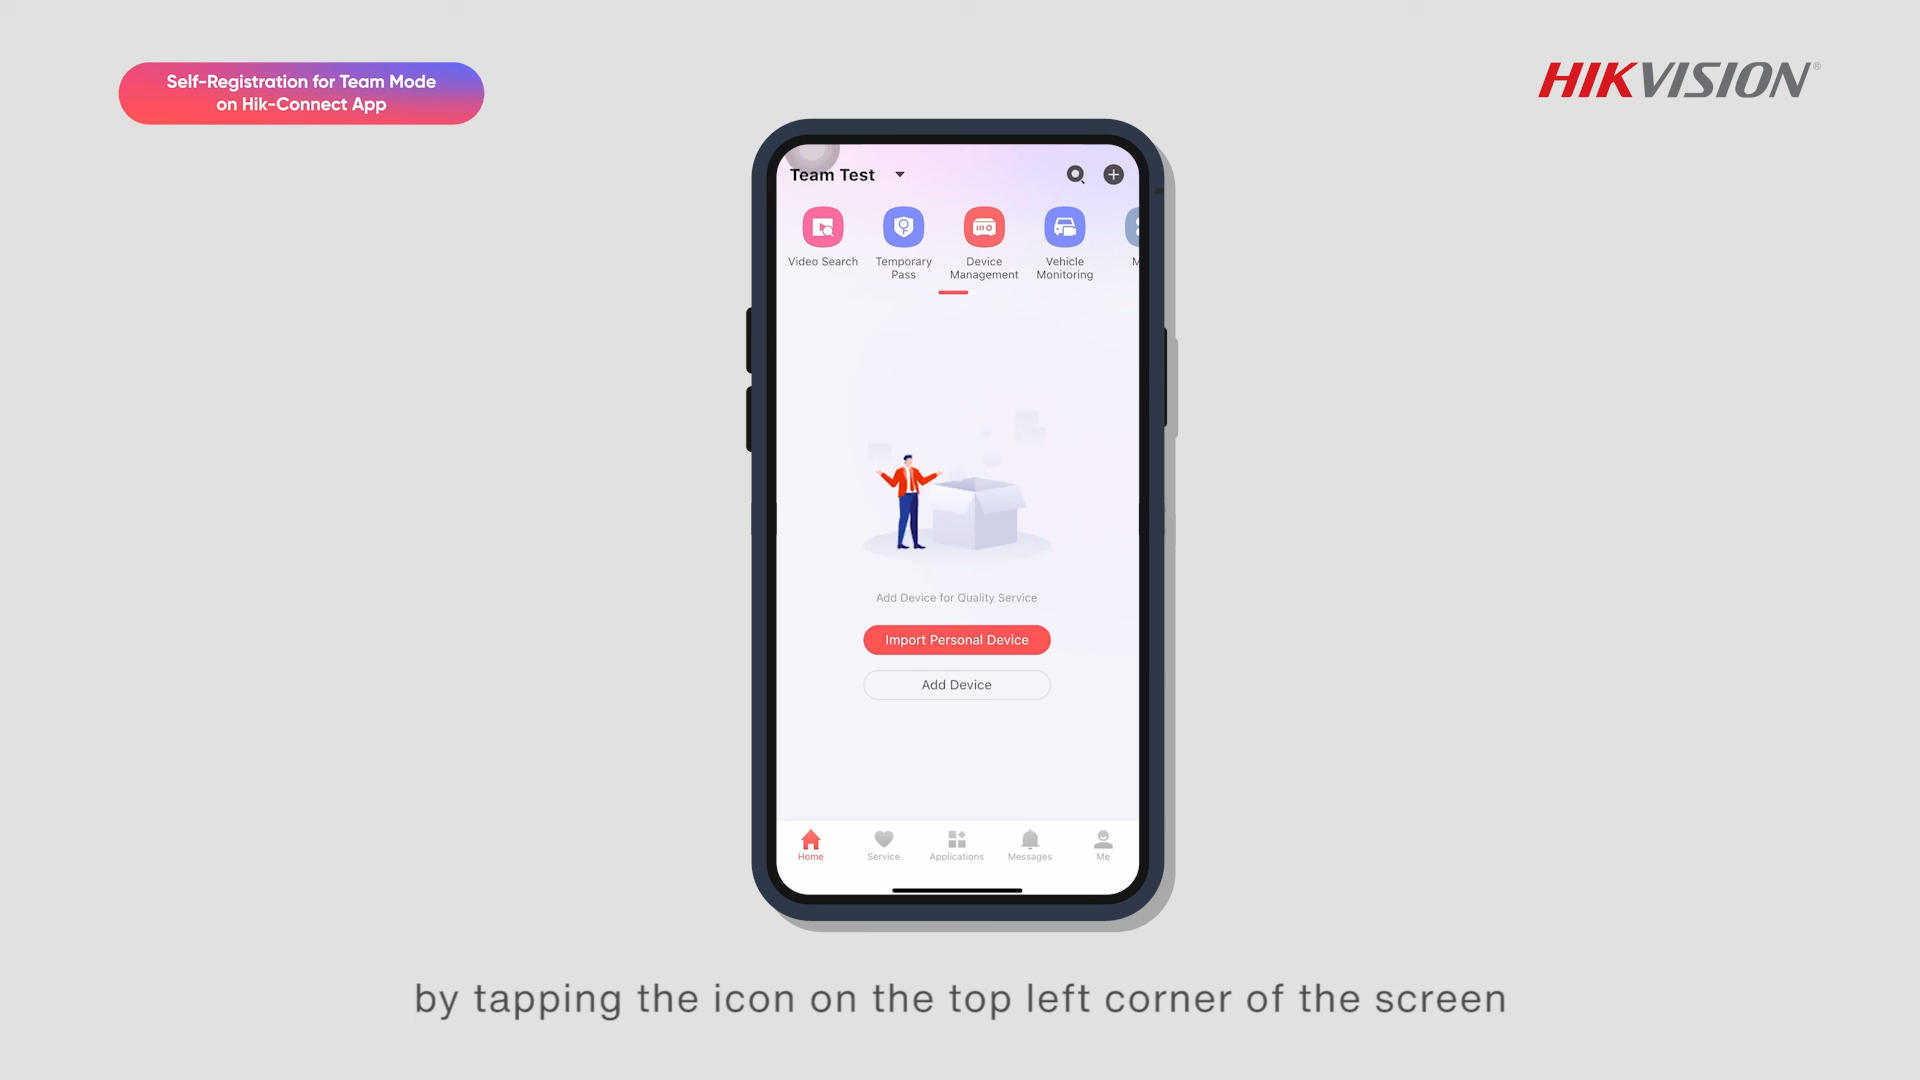 Self-Registration for Team Mode
on Hik-Connect App
HIKVISION®
Team Test
Video Search
Temporary
Pass
Device
Management
Vehicle
Monitoring
Add Device for Quality Service
Import Personal Device
Add Device
Home
Service
Applications
Messages
Me
by tapping the icon on the top left corner of the screen